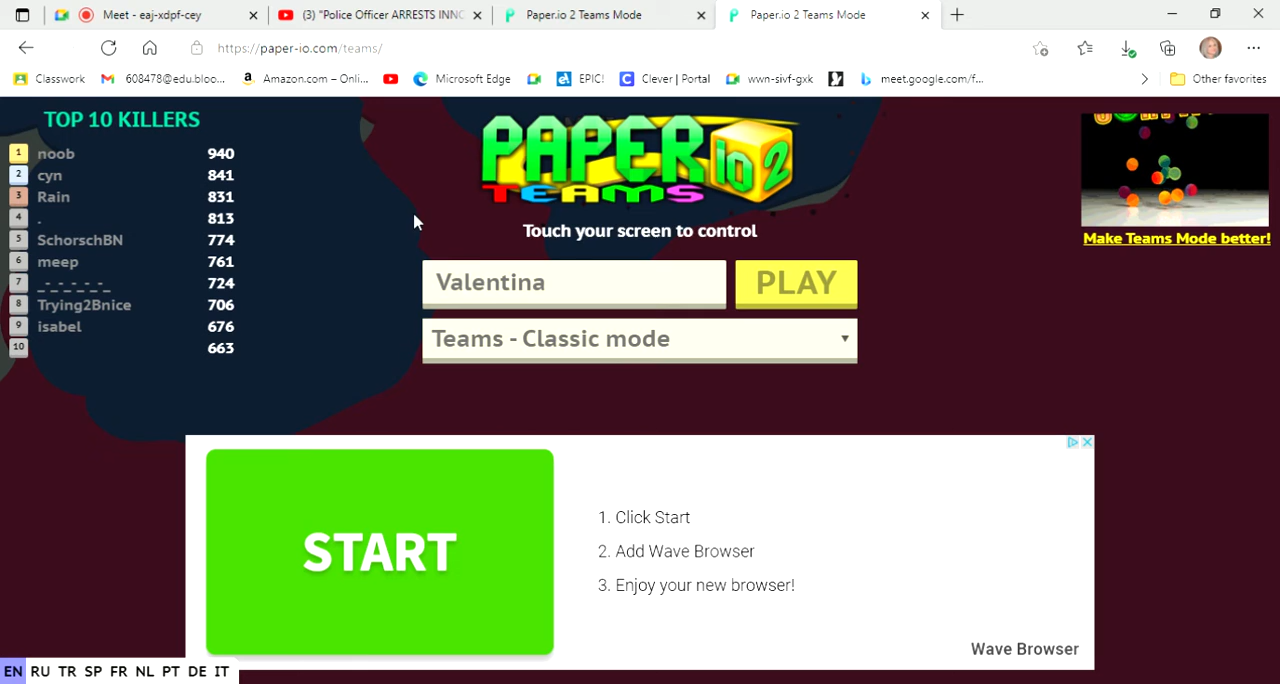 Meet - eaj-xdpf-cey
(3) "Police Officer ARRESTS INNO
Paper.io 2 Teams Mode
Paper.io 2 Teams Mode
https://paper-io.com/teams/
Classwork
608478@edu.bloo...
Amazon.com – Onli...
Microsoft Edge
EPIC!
Clever | Portal
wwn-sivf-gxk
meet.google.com/f...
Other favorites
TOP 10 KILLERS
1 noob 940
2 cyn 841
3 Rain 831
4 . 813
5 SchorschBN 774
6 meep 761
7 _-_-_-_-_-_ 724
8 Trying2Bnice 706
9 isabel 676
10 663
PAPER io 2
TEAMS
Touch your screen to control
Valentina
PLAY
Teams - Classic mode
Make Teams Mode better!
START
1. Click Start
2. Add Wave Browser
3. Enjoy your new browser!
Wave Browser
EN RU TR SP FR NL PT DE IT